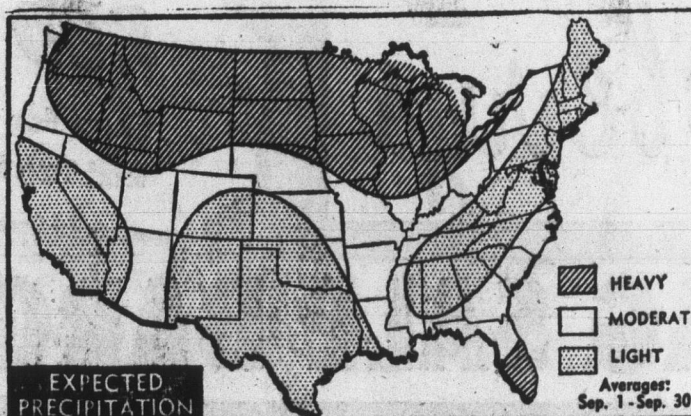 HEAVY
MODERAT
LIGHT
Averages:
Sep. 1 - Sep. 30
EXPECTED
PRECIPITATION